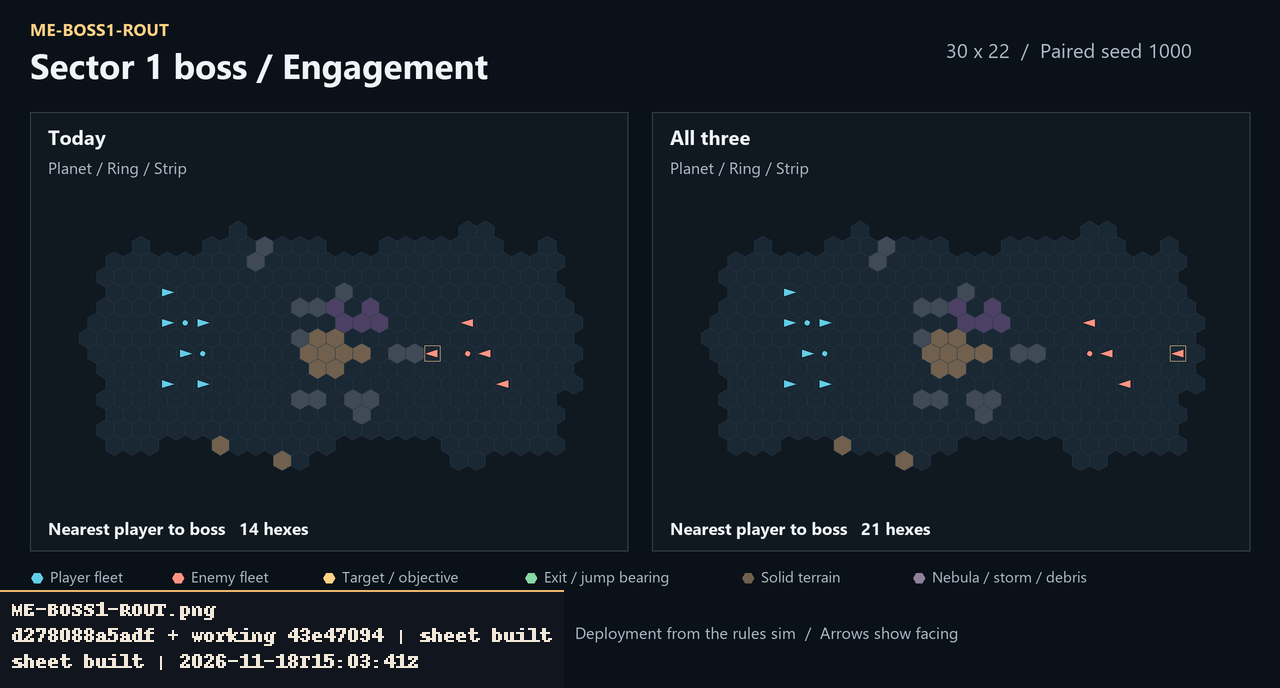 ME-BOSS1-ROUT
Sector 1 boss / Engagement
30 x 22 / Paired seed 1000
Today
Planet / Ring / Strip
Nearest player to boss 14 hexes
All three
Planet / Ring / Strip
Nearest player to boss 21 hexes
Player fleet
Enemy fleet
Target / objective
Exit / jump bearing
Solid terrain
Nebula / storm / debris
ME-BOSS1-ROUT.png
d278088a5adf + working 43e47094 | sheet built
sheet built | 2026-11-18T15:03:41Z
Deployment from the rules sim / Arrows show facing